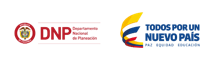 DNP Departamento
Nacional
de Planeación
TODOS POR UN
NUEVO PAÍS
PAZ EQUIDAD EDUCACIÓN